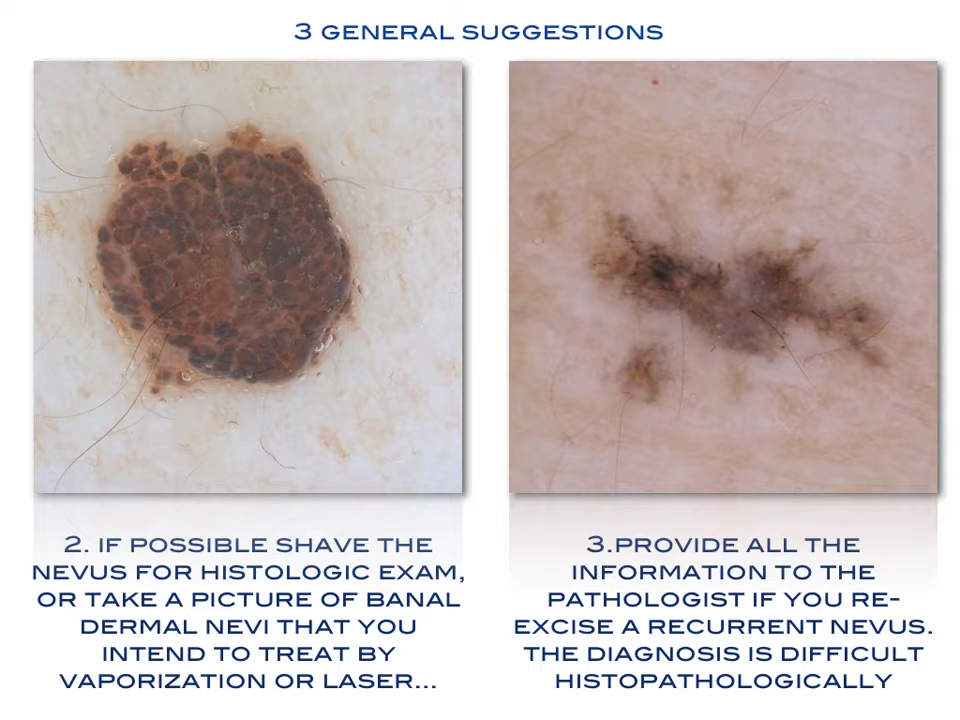 3 GENERAL SUGGESTIONS
2. IF POSSIBLE SHAVE THE
NEVUS FOR HISTOLOGIC EXAM,
OR TAKE A PICTURE OF BANAL
DERMAL NEVI THAT YOU
INTEND TO TREAT BY
VAPORIZATION OR LASER...
3.PROVIDE ALL THE
INFORMATION TO THE
PATHOLOGIST IF YOU RE-
EXCISE A RECURRENT NEVUS.
THE DIAGNOSIS IS DIFFICULT
HISTOPATHOLOGICALLY